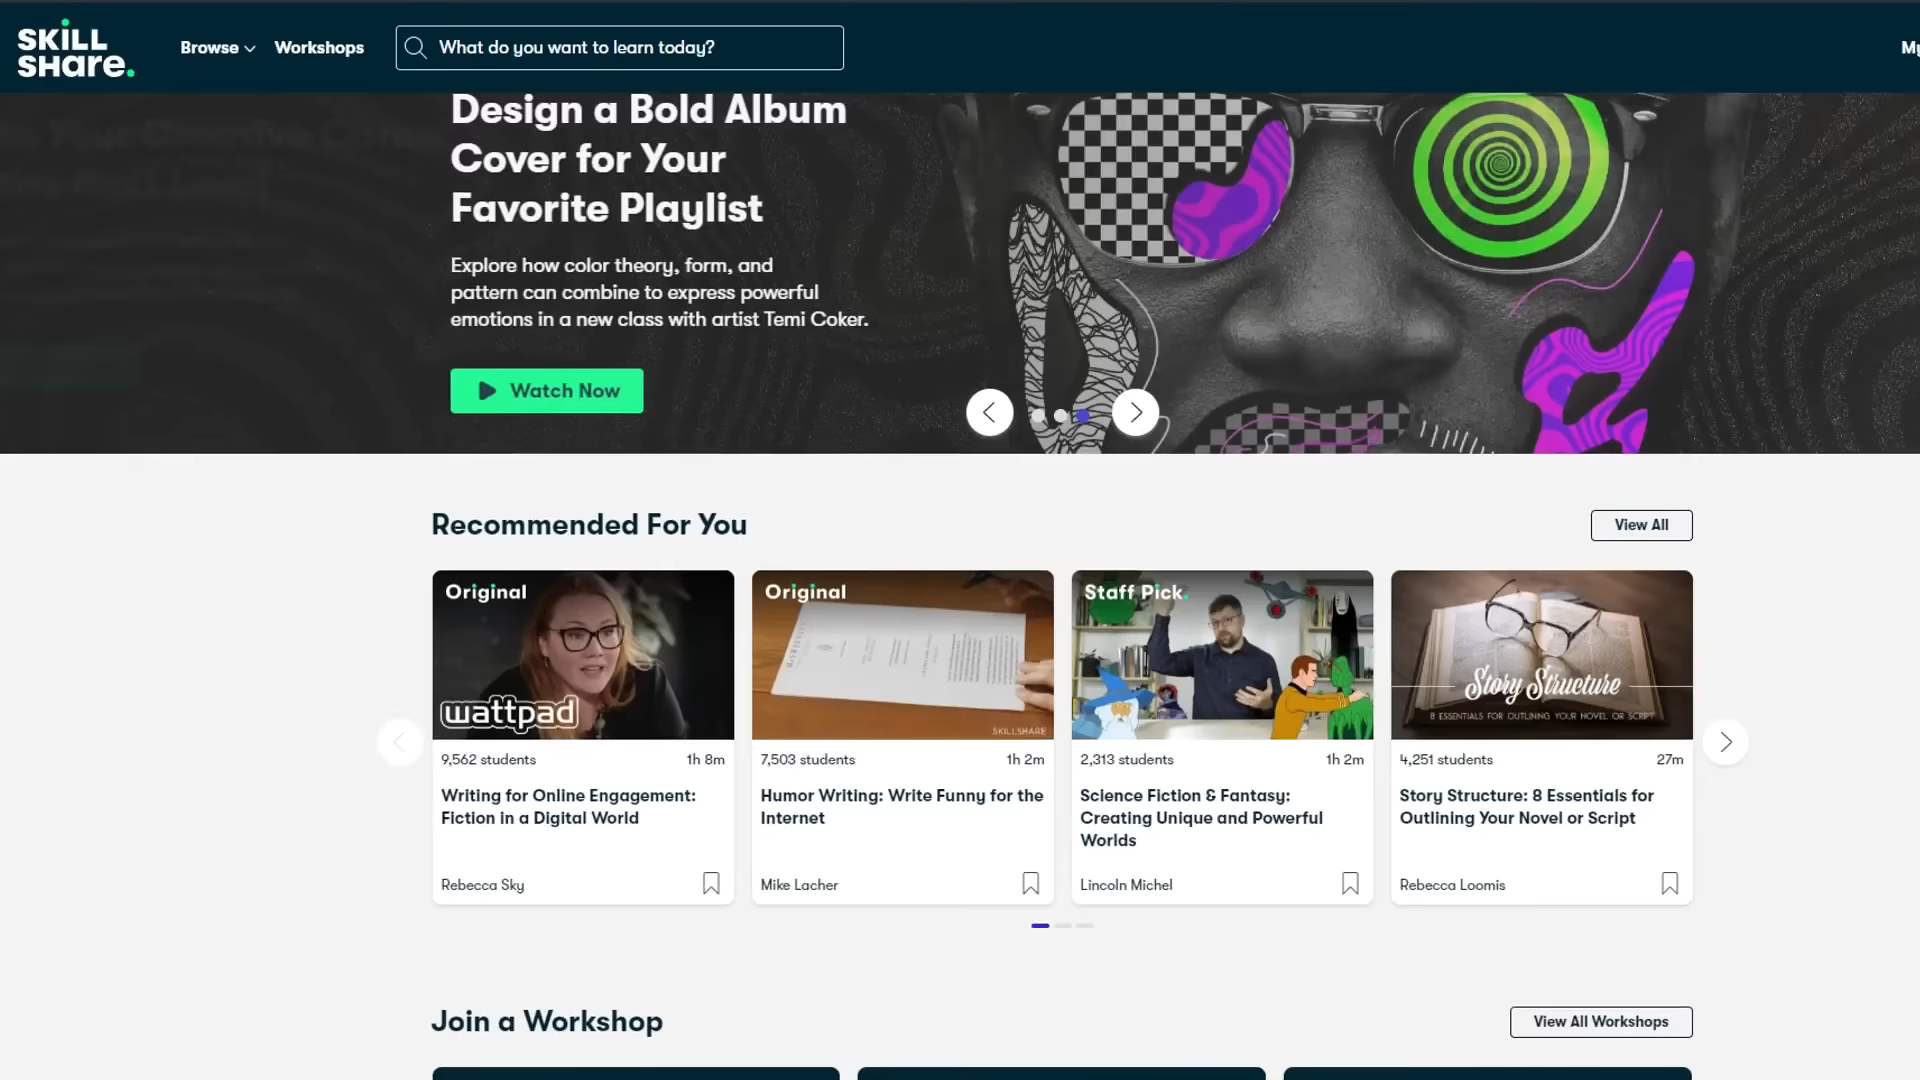 SKILL
SHARE.
Browse
Workshops
What do you want to learn today?
My
Design a Bold Album
Cover for Your
Favorite Playlist
Explore how color theory, form, and
pattern can combine to express powerful
emotions in a new class with artist Temi Coker.
Watch Now
Recommended For You
View All
Original
wattpad
9,562 students
1h 8m
Writing for Online Engagement:
Fiction in a Digital World
Rebecca Sky
Original
SKILLSHARE
7,503 students
1h 2m
Humor Writing: Write Funny for the
Internet
Mike Lacher
Staff Pick.
2,313 students
1h 2m
Science Fiction & Fantasy:
Creating Unique and Powerful
Worlds
Lincoln Michel
Story Structure
8 ESSENTIALS FOR OUTLINING YOUR NOVEL OR SCRIPT
4,251 students
27m
Story Structure: 8 Essentials for
Outlining Your Novel or Script
Rebecca Loomis
Join a Workshop
View All Workshops